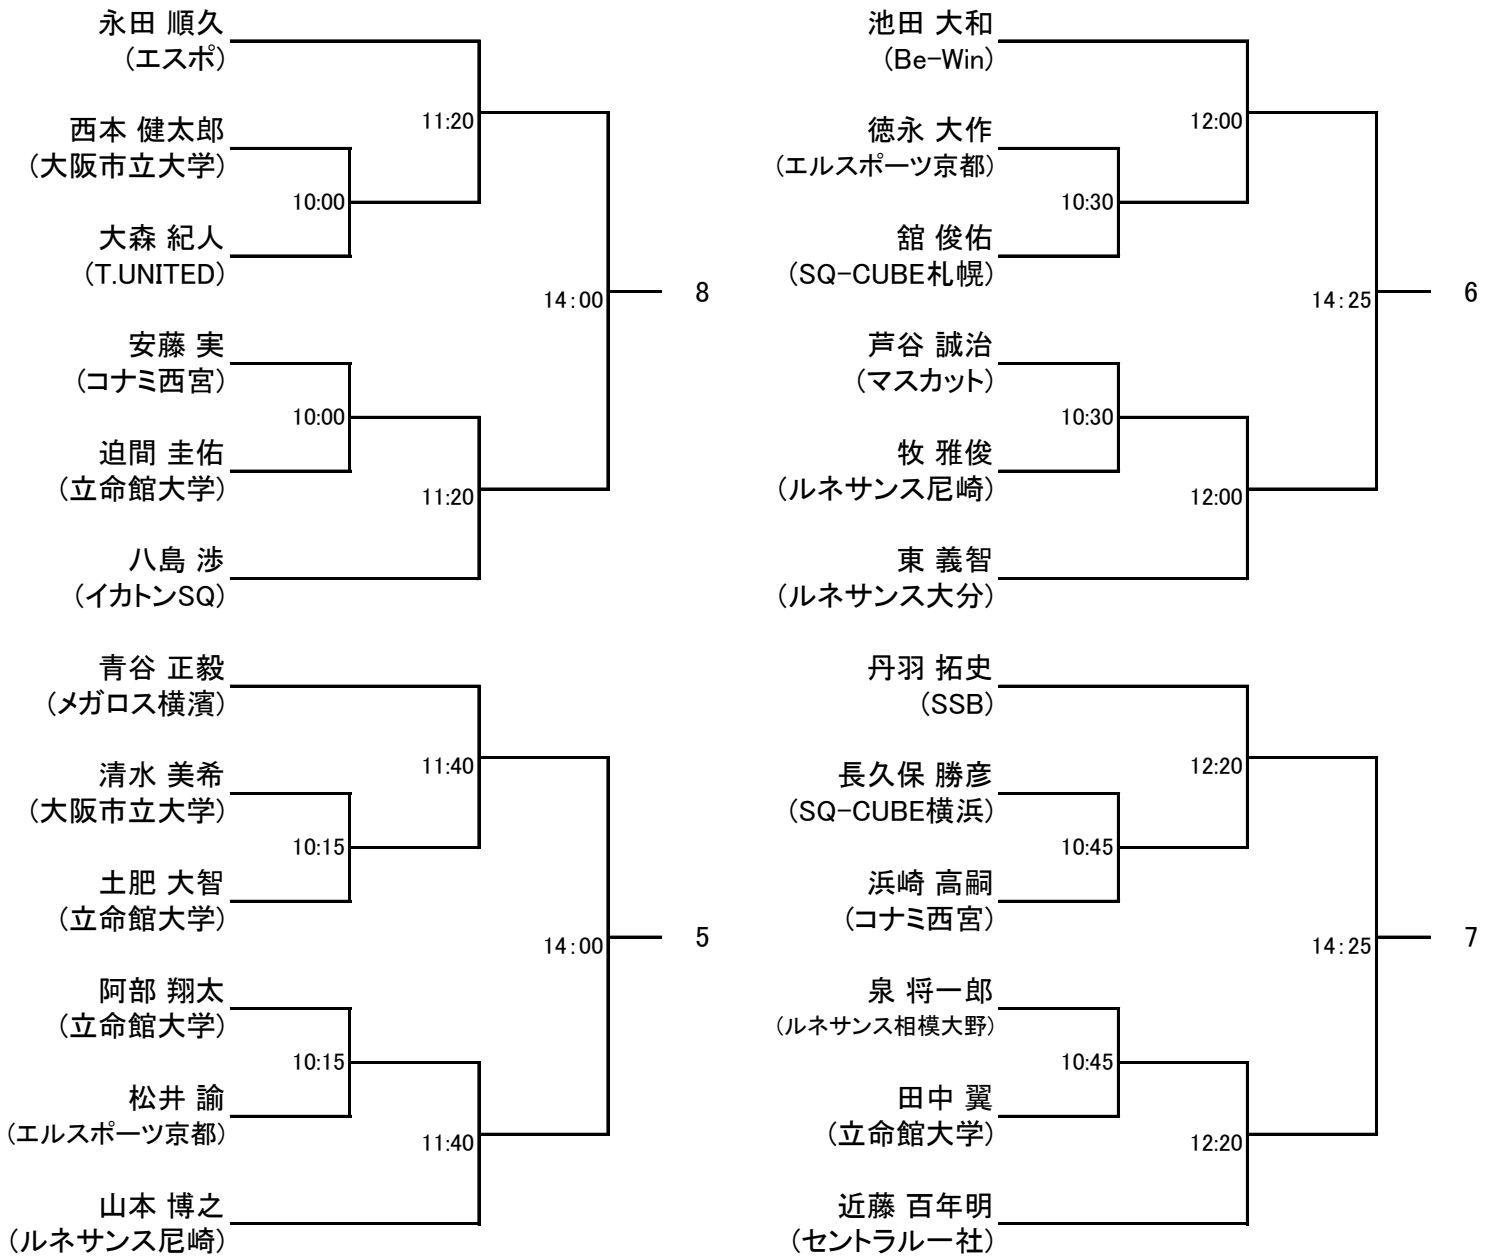 永田 順久
(エスポ)
11:20
西本 健太郎
(大阪市立大学)
10:00
大森 紀人
(T.UNITED)
14:00
8
安藤 実
(コナミ西宮)
10:00
迫間 圭佑
(立命館大学)
11:20
八島 渉
(イカトンSQ)
青谷 正毅
(メガロス横濱)
11:40
清水 美希
(大阪市立大学)
10:15
土肥 大智
(立命館大学)
14:00
5
阿部 翔太
(立命館大学)
10:15
松井 諭
(エルスポーツ京都)
11:40
山本 博之
(ルネサンス尼崎)
池田 大和
(Be-Win)
12:00
徳永 大作
(エルスポーツ京都)
10:30
舘 俊佑
(SQ-CUBE札幌)
14:25
6
芦谷 誠治
(マスカット)
10:30
牧 雅俊
(ルネサンス尼崎)
12:00
東 義智
(ルネサンス大分)
丹羽 拓史
(SSB)
12:20
長久保 勝彦
(SQ-CUBE横浜)
10:45
浜崎 高嗣
(コナミ西宮)
14:25
7
泉 将一郎
(ルネサンス相模大野)
10:45
田中 翼
(立命館大学)
12:20
近藤 百年明
(セントラル一社)